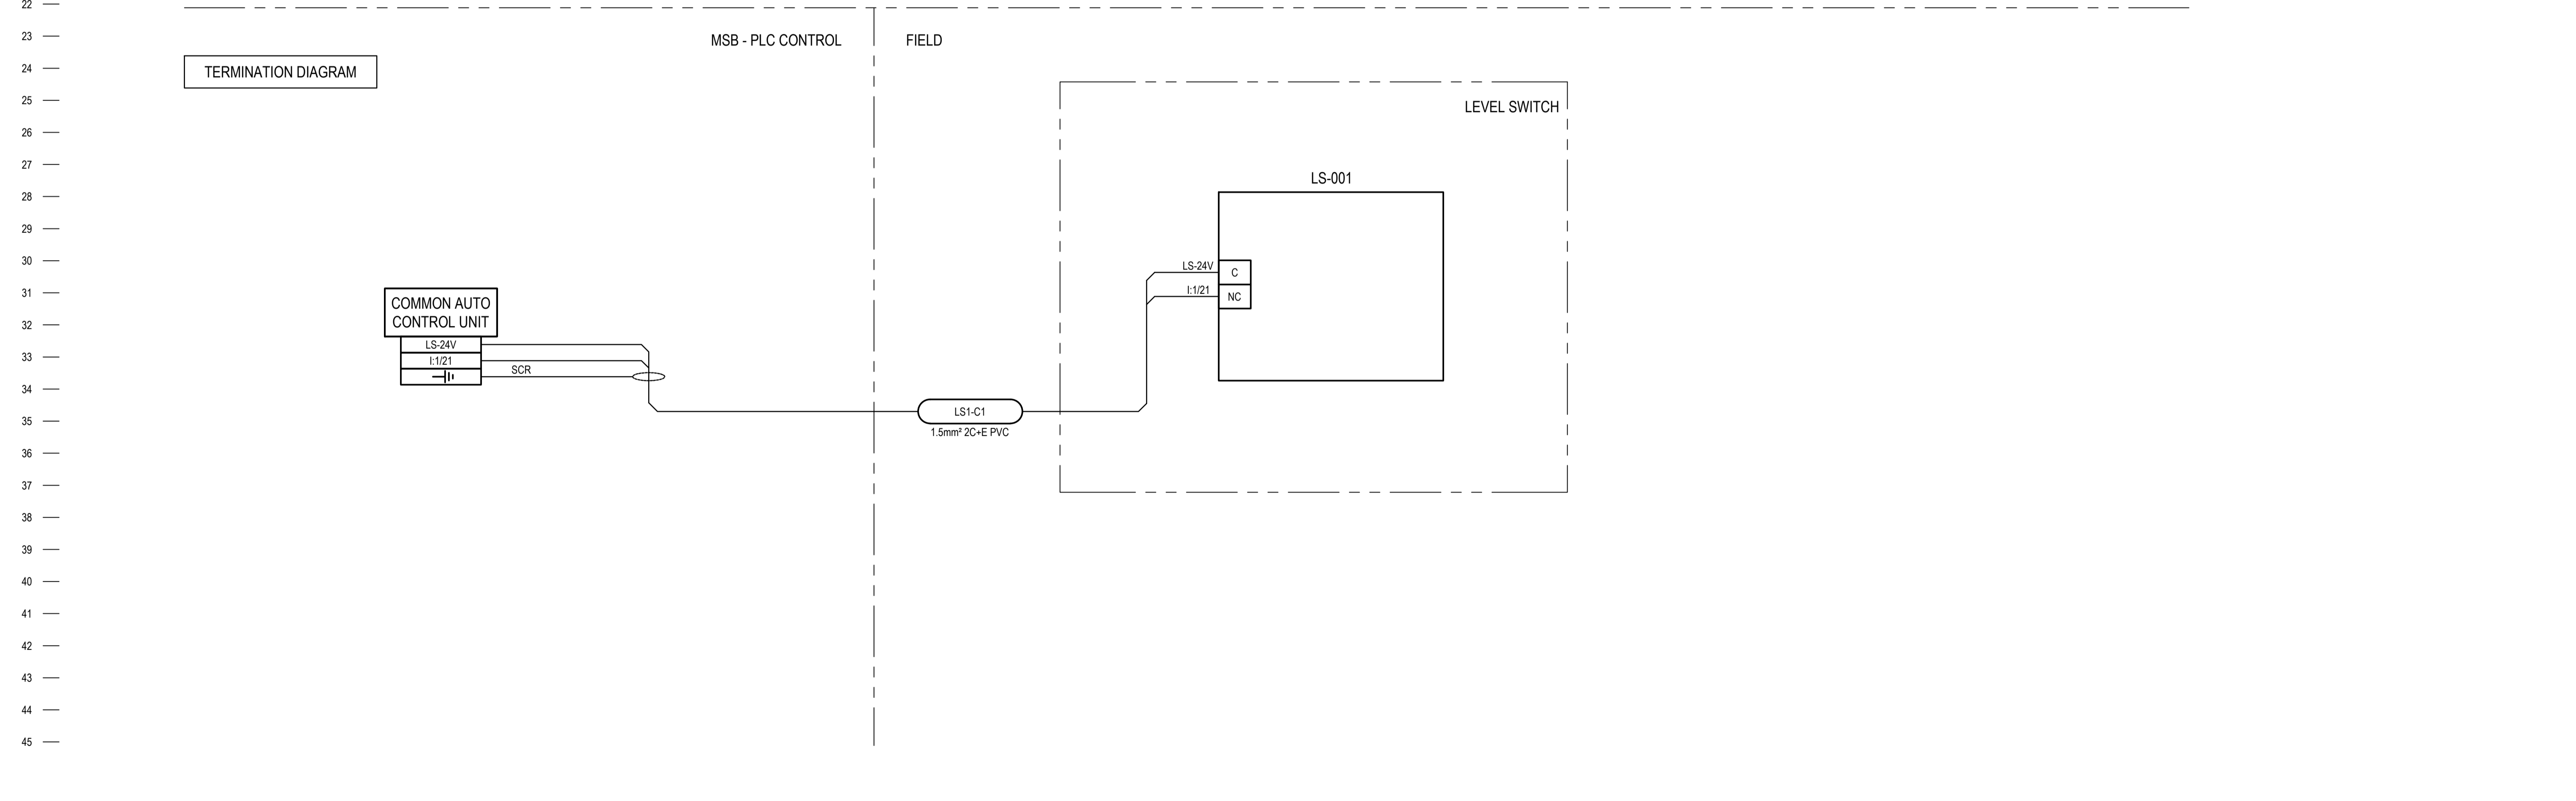 22
23
MSB - PLC CONTROL
FIELD
24
TERMINATION DIAGRAM
25
LEVEL SWITCH
26
27
28
LS-001
29
30
LS-24V
C
31
I:1/21
NC
COMMON AUTO
32
CONTROL UNIT
LS-24V
33
I:1/21
SCR
34
35
LS1-C1
1.5mm² 2C+E PVC
36
37
38
39
40
41
42
43
44
45